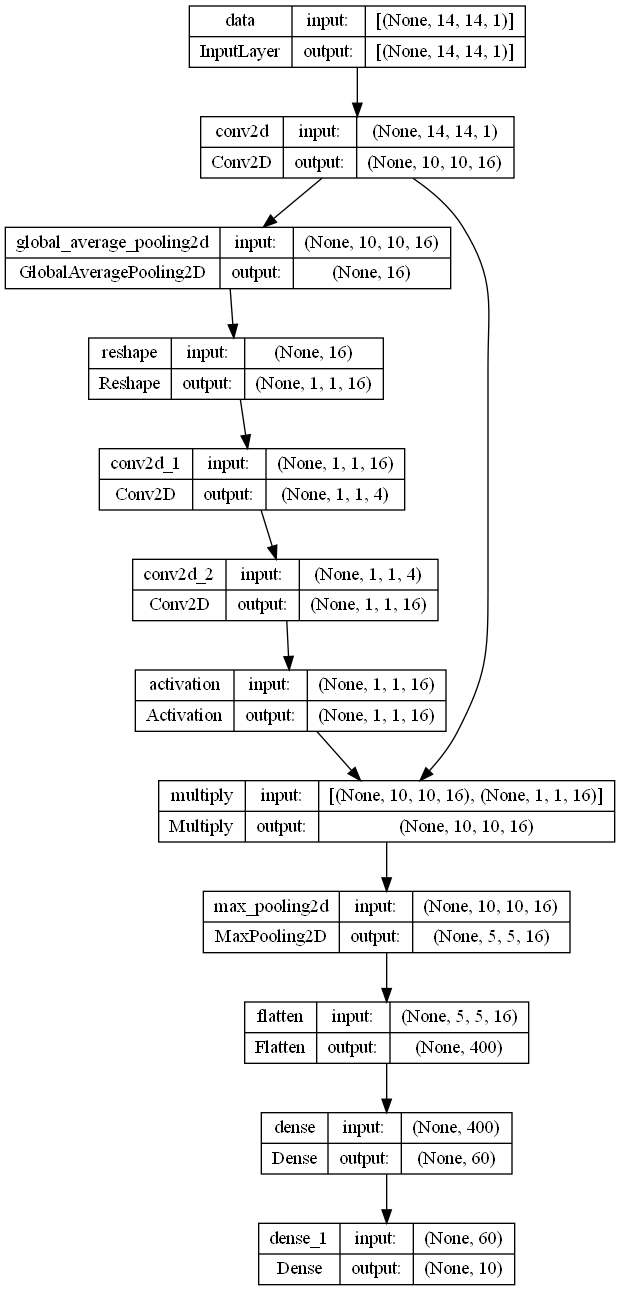 data input: [(None, 14, 14, 1)]
InputLayer output: [(None, 14, 14, 1)]
conv2d input: (None, 14, 14, 1)
Conv2D output: (None, 10, 10, 16)
global_average_pooling2d input: (None, 10, 10, 16)
GlobalAveragePooling2D output: (None, 16)
reshape input: (None, 16)
Reshape output: (None, 1, 1, 16)
conv2d_1 input: (None, 1, 1, 16)
Conv2D output: (None, 1, 1, 4)
conv2d_2 input: (None, 1, 1, 4)
Conv2D output: (None, 1, 1, 16)
activation input: (None, 1, 1, 16)
Activation output: (None, 1, 1, 16)
multiply input: [(None, 10, 10, 16), (None, 1, 1, 16)]
Multiply output: (None, 10, 10, 16)
max_pooling2d input: (None, 10, 10, 16)
MaxPooling2D output: (None, 5, 5, 16)
flatten input: (None, 5, 5, 16)
Flatten output: (None, 400)
dense input: (None, 400)
Dense output: (None, 60)
dense_1 input: (None, 60)
Dense output: (None, 10)